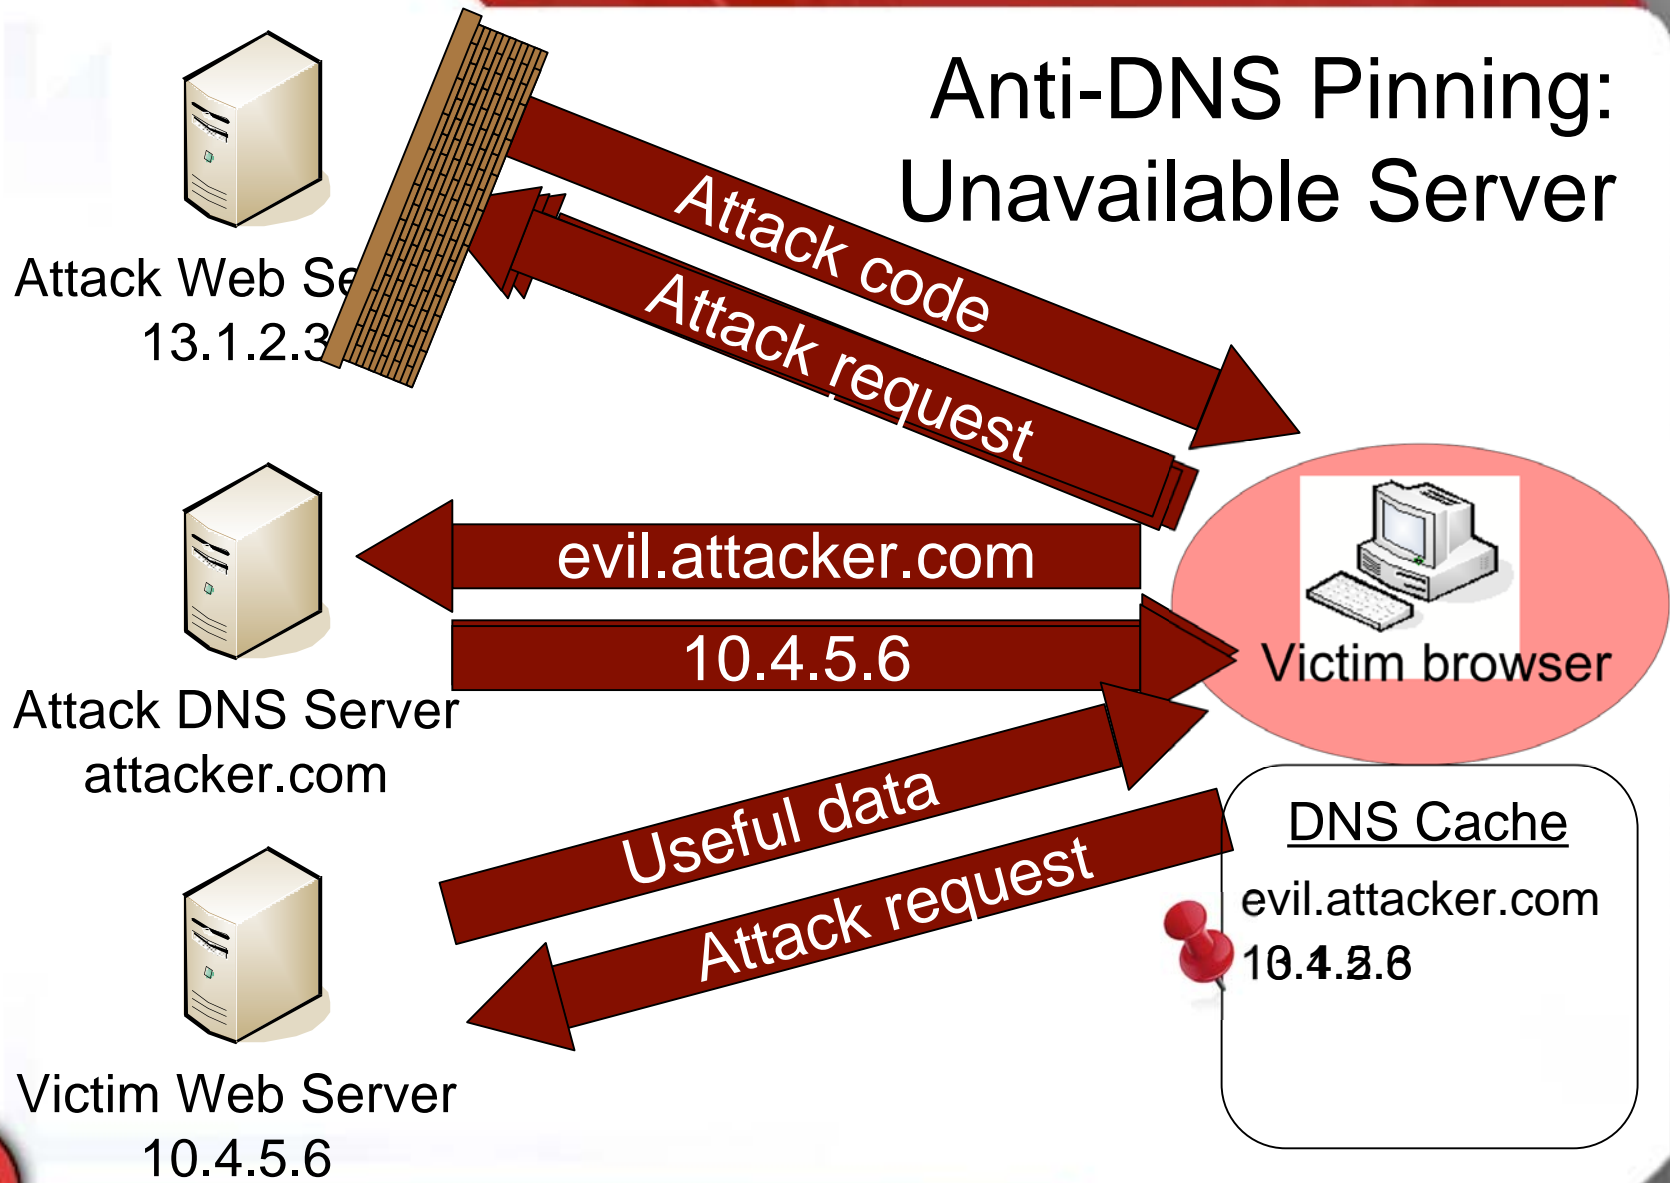 Anti-DNS Pinning:
Unavailable Server
Attack Web Se
13.1.2.3
Attack code
Attack request
evil.attacker.com
10.4.5.6
Attack DNS Server
attacker.com
Victim browser
Useful data
Attack request
DNS Cache
evil.attacker.com
Victim Web Server
10.4.5.6